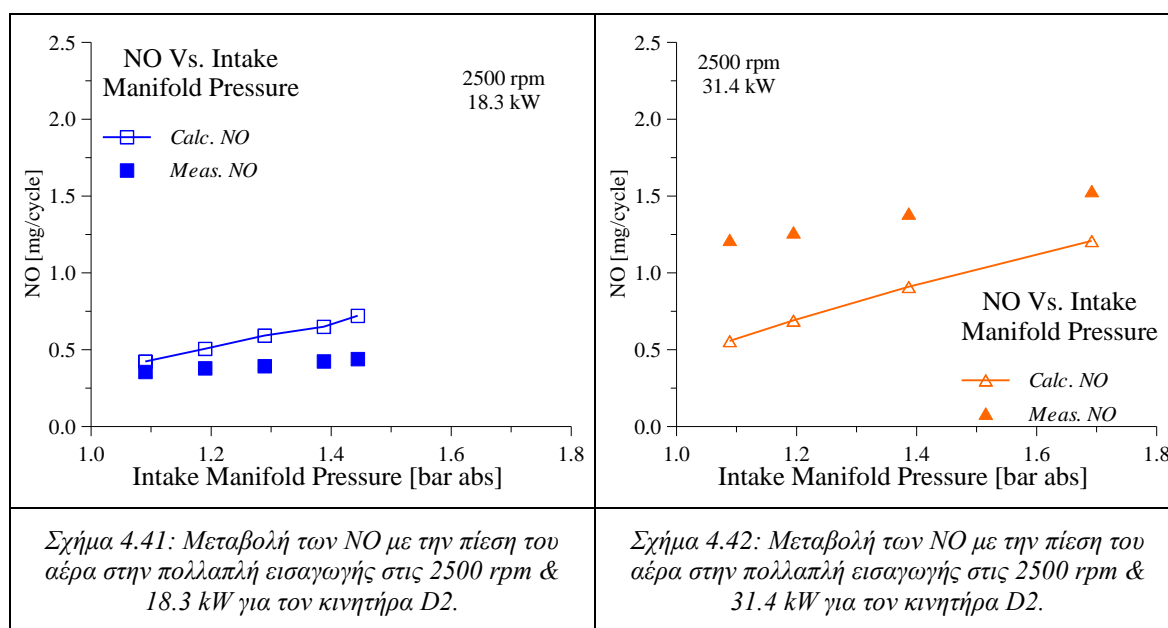 NO Vs. Intake
Manifold Pressure
2500 rpm
18.3 kW
Calc. NO
Meas. NO
NO [mg/cycle]
2.5
2.0
1.5
1.0
0.5
0.0
1.0 1.2 1.4 1.6 1.8
Intake Manifold Pressure [bar abs]
2500 rpm
31.4 kW
NO [mg/cycle]
2.5
2.0
1.5
1.0
0.5
0.0
NO Vs. Intake
Manifold Pressure
Calc. NO
Meas. NO
1.0 1.2 1.4 1.6 1.8
Intake Manifold Pressure [bar abs]
Σχήμα 4.41: Μεταβολή των NO με την πίεση του
αέρα στην πολλαπλή εισαγωγής στις 2500 rpm &
18.3 kW για τον κινητήρα D2.
Σχήμα 4.42: Μεταβολή των NO με την πίεση του
αέρα στην πολλαπλή εισαγωγής στις 2500 rpm &
31.4 kW για τον κινητήρα D2.